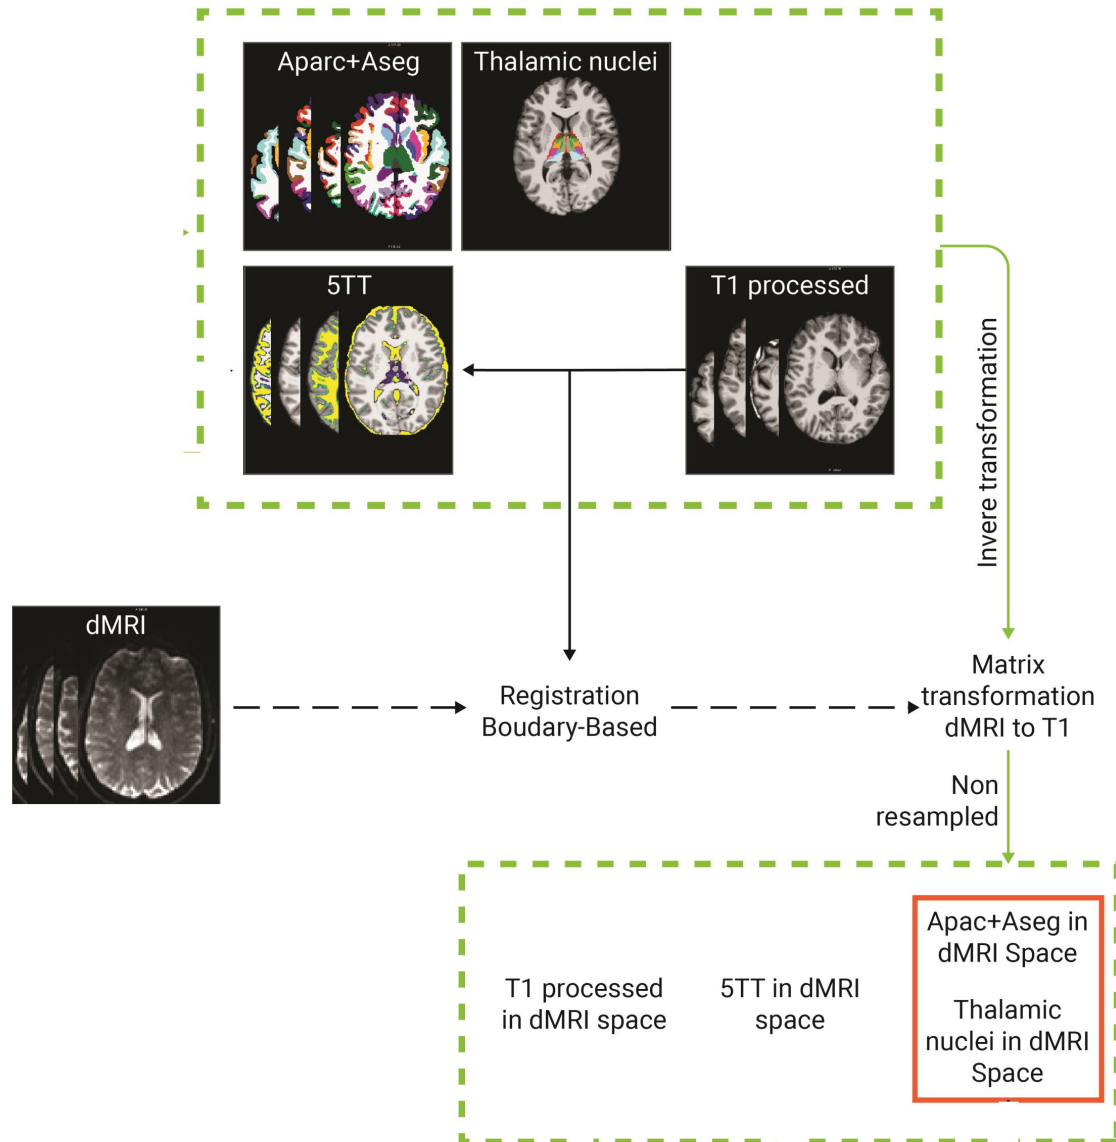 Aparc+Aseg
Thalamic nuclei
5TT
T1 processed
Invere transformation
dMRI
Registration
Boudary-Based
Matrix
transformation
dMRI to T1
Non
resampled
T1 processed
in dMRI space
5TT in dMRI
space
Apac+Aseg in
dMRI Space
Thalamic
nuclei in dMRI
Space